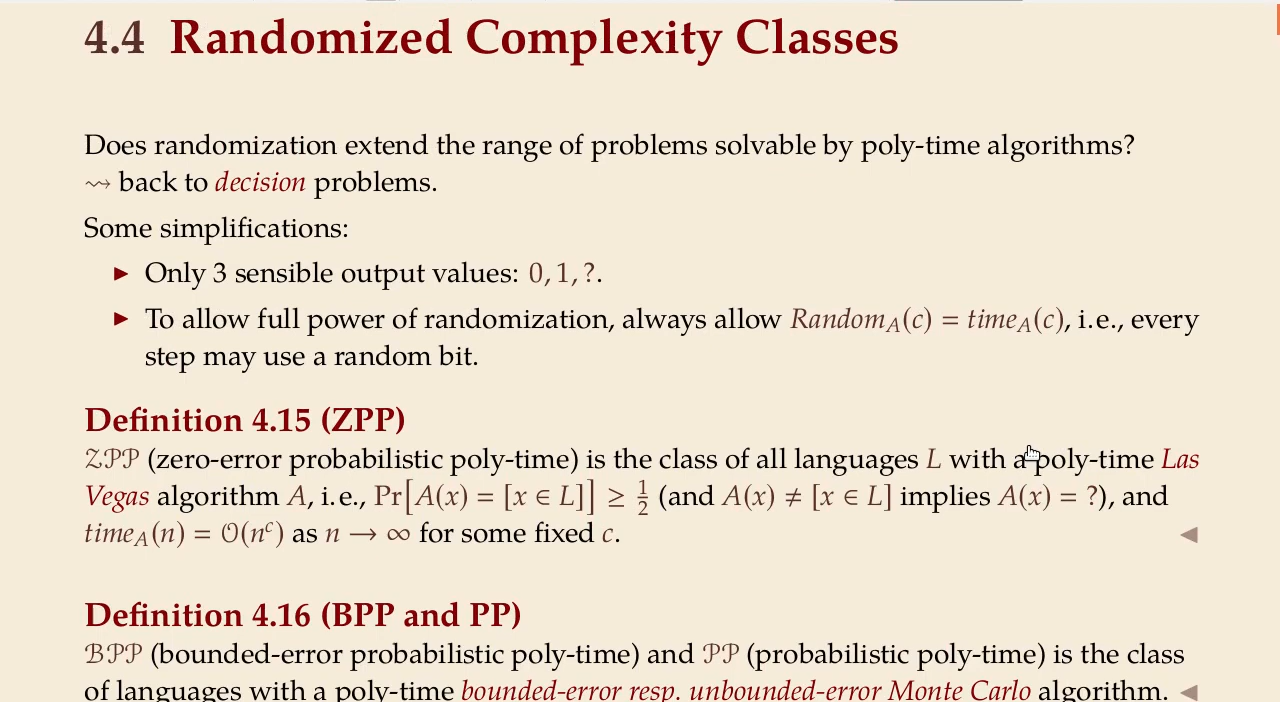 4.4 Randomized Complexity Classes
Does randomization extend the range of problems solvable by poly-time algorithms?
⇝ back to decision problems.
Some simplifications:
▶ Only 3 sensible output values: 0, 1, ?.
▶ To allow full power of randomization, always allow Random_A(c) = time_A(c), i.e., every
step may use a random bit.
Definition 4.15 (ZPP)
𝒵𝒫𝒫 (zero-error probabilistic poly-time) is the class of all languages L with a poly-time Las
Vegas algorithm A, i.e., Pr[A(x) = [x ∈ L]] ≥ 1/2 (and A(x) ≠ [x ∈ L] implies A(x) = ?), and
time_A(n) = 𝒪(n^c) as n → ∞ for some fixed c. ◀
Definition 4.16 (BPP and PP)
ℬ𝒫𝒫 (bounded-error probabilistic poly-time) and 𝒫𝒫 (probabilistic poly-time) is the class
of languages with a poly-time bounded-error resp. unbounded-error Monte Carlo algorithm. ◀